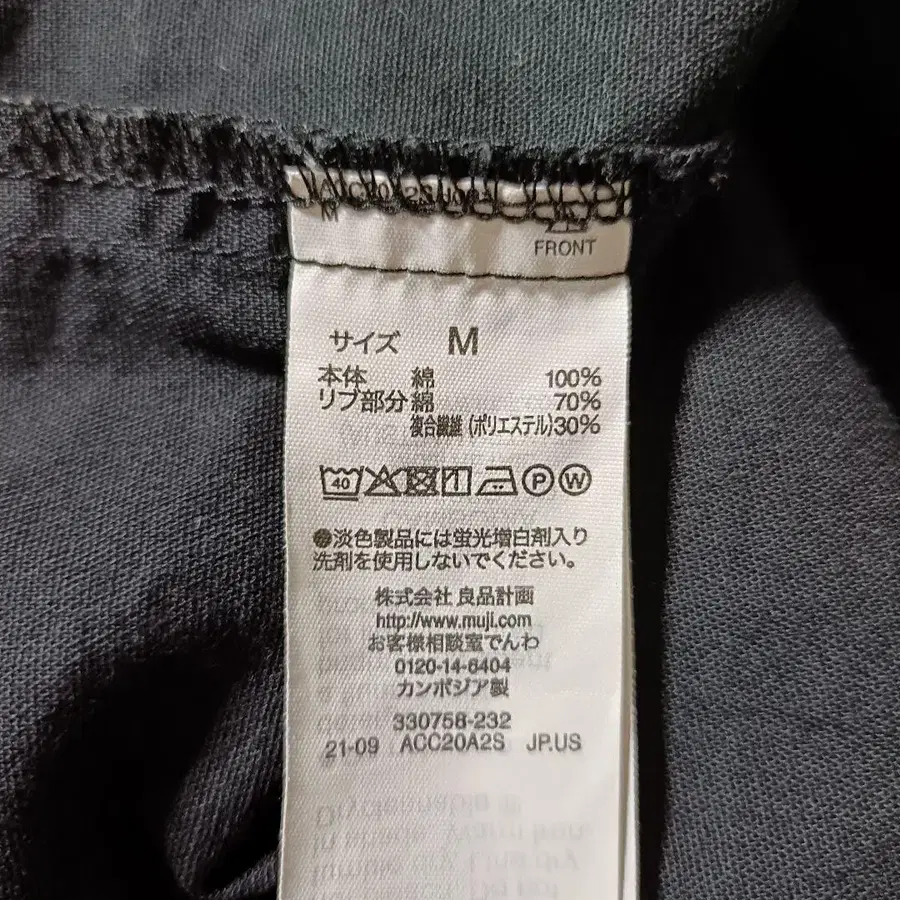 M
FRONT
サイズ M
本体 綿 100%
リブ部分 綿 70%
複合繊維 (ポリエステル) 30%
40 P W
●淡色製品には蛍光増白剤入り
洗剤を使用しないでください。
株式会社 良品計画
http://www.muji.com
お客様相談室でんわ
0120-14-6404
カンボジア製
330758-232
21-09 ACC20A2S JP.US